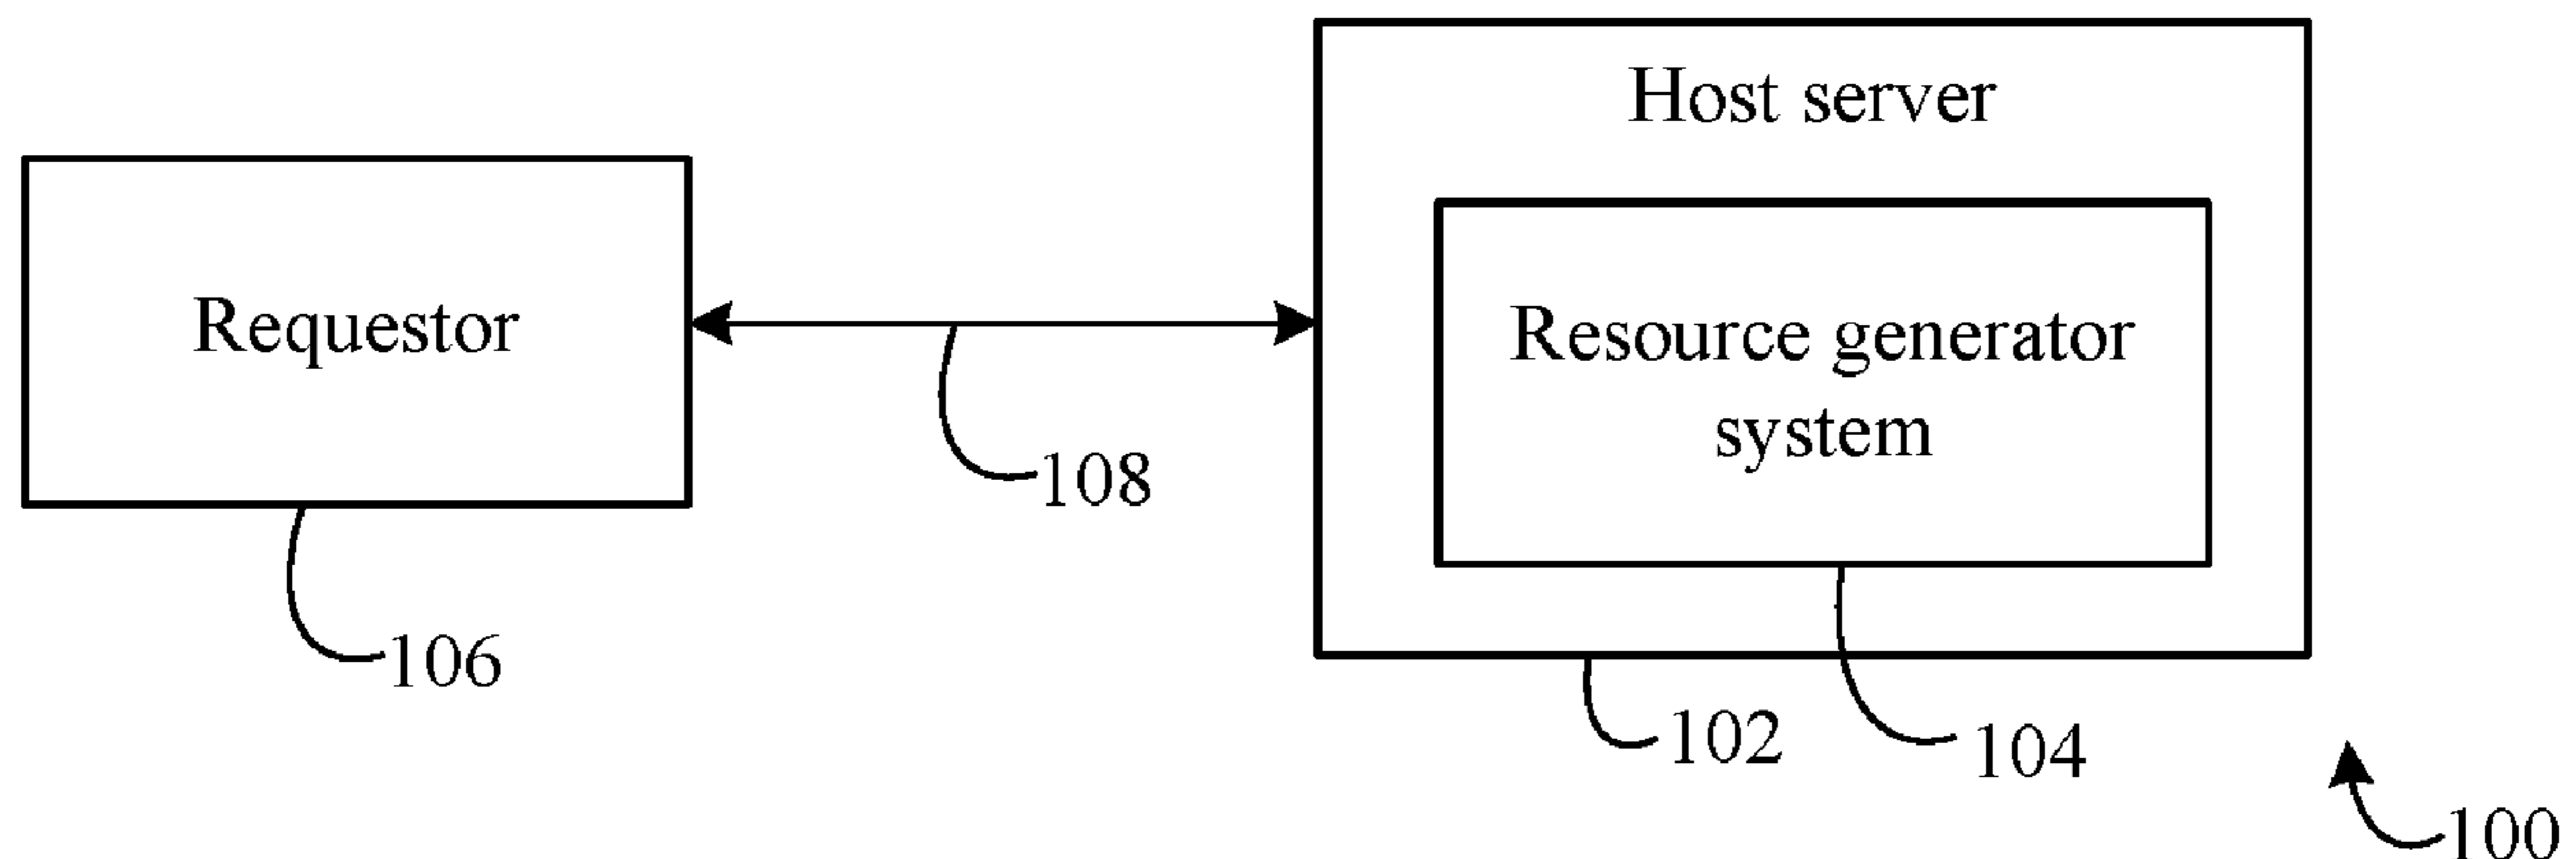 Host server
Requestor
Resource generator
system
108
106
102
104
100